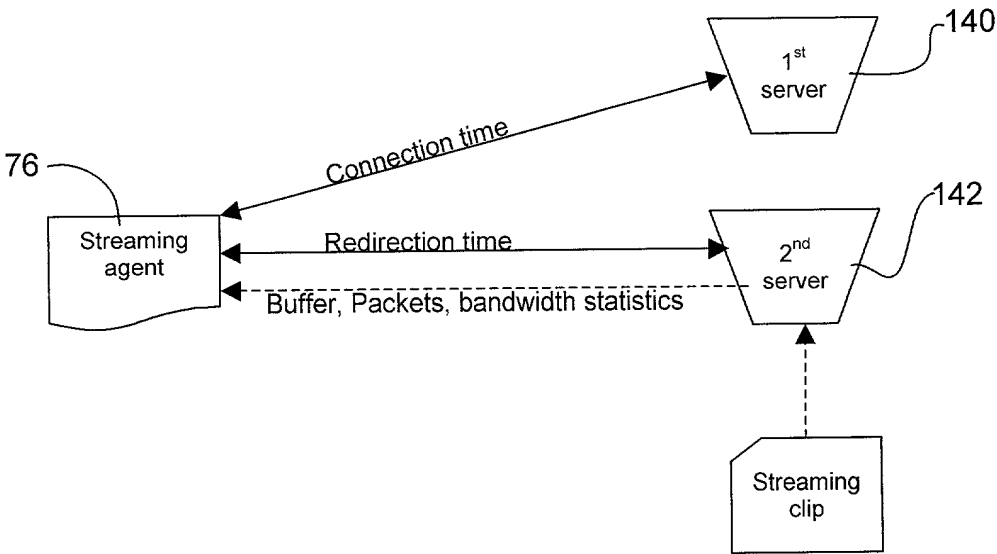 140
1st
server
Connection time
76
142
Streaming
agent
Redirection time
2nd
server
Buffer, Packets, bandwidth statistics
Streaming
clip